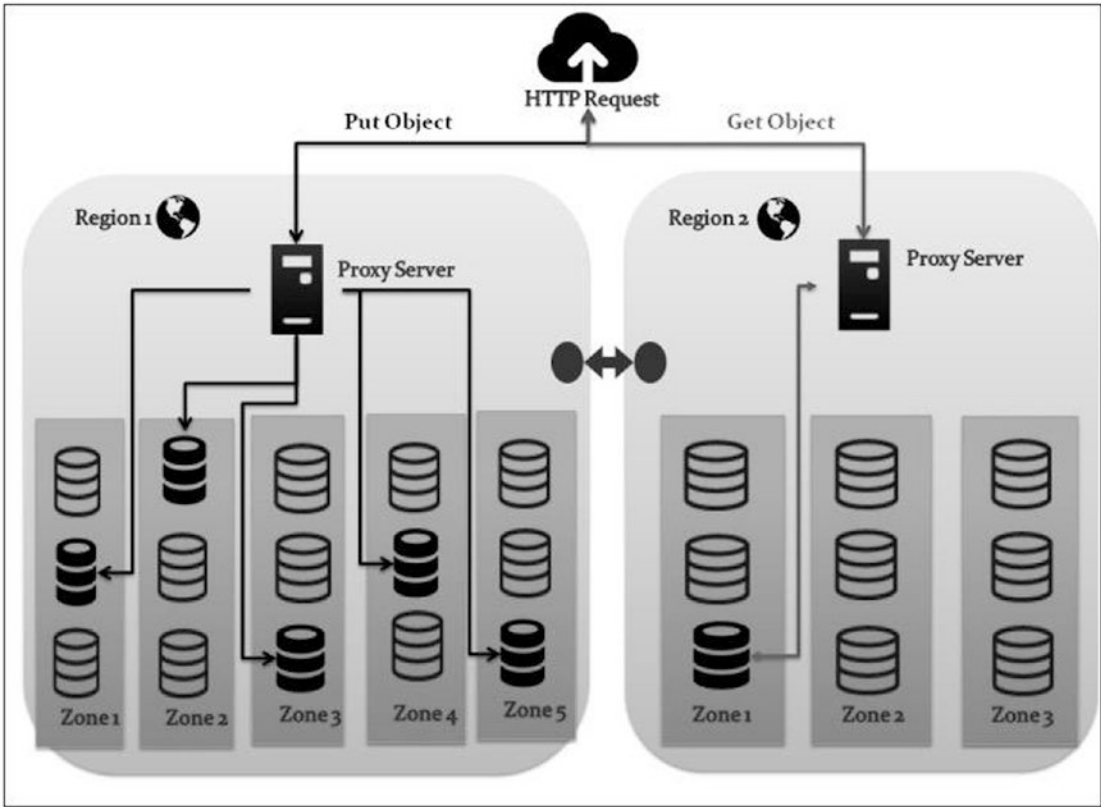 HTTP Request
Put Object
Get Object
Region 1
Region 2
Proxy Server
Proxy Server
Zone 1
Zone 2
Zone 3
Zone 4
Zone 5
Zone 1
Zone 2
Zone 3